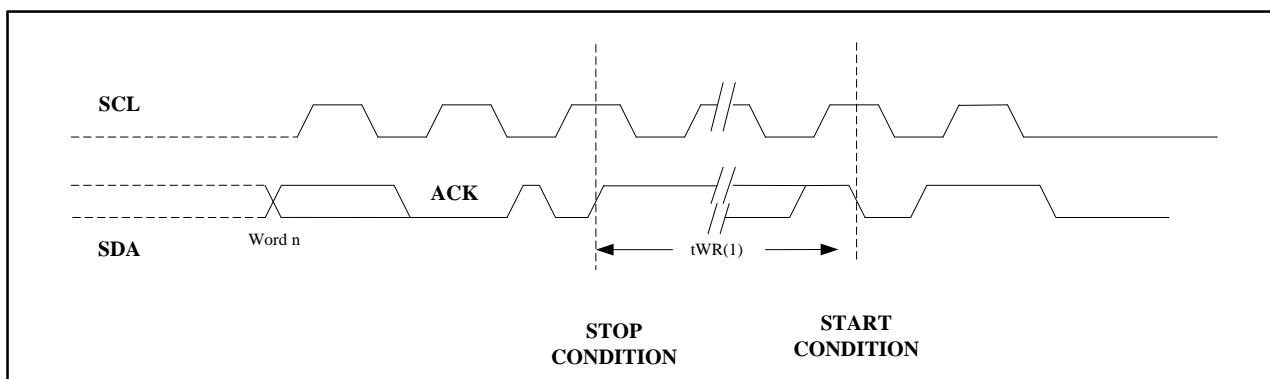 SCL
ACK
SDA
Word n
tWR(1)
STOP
CONDITION
START
CONDITION